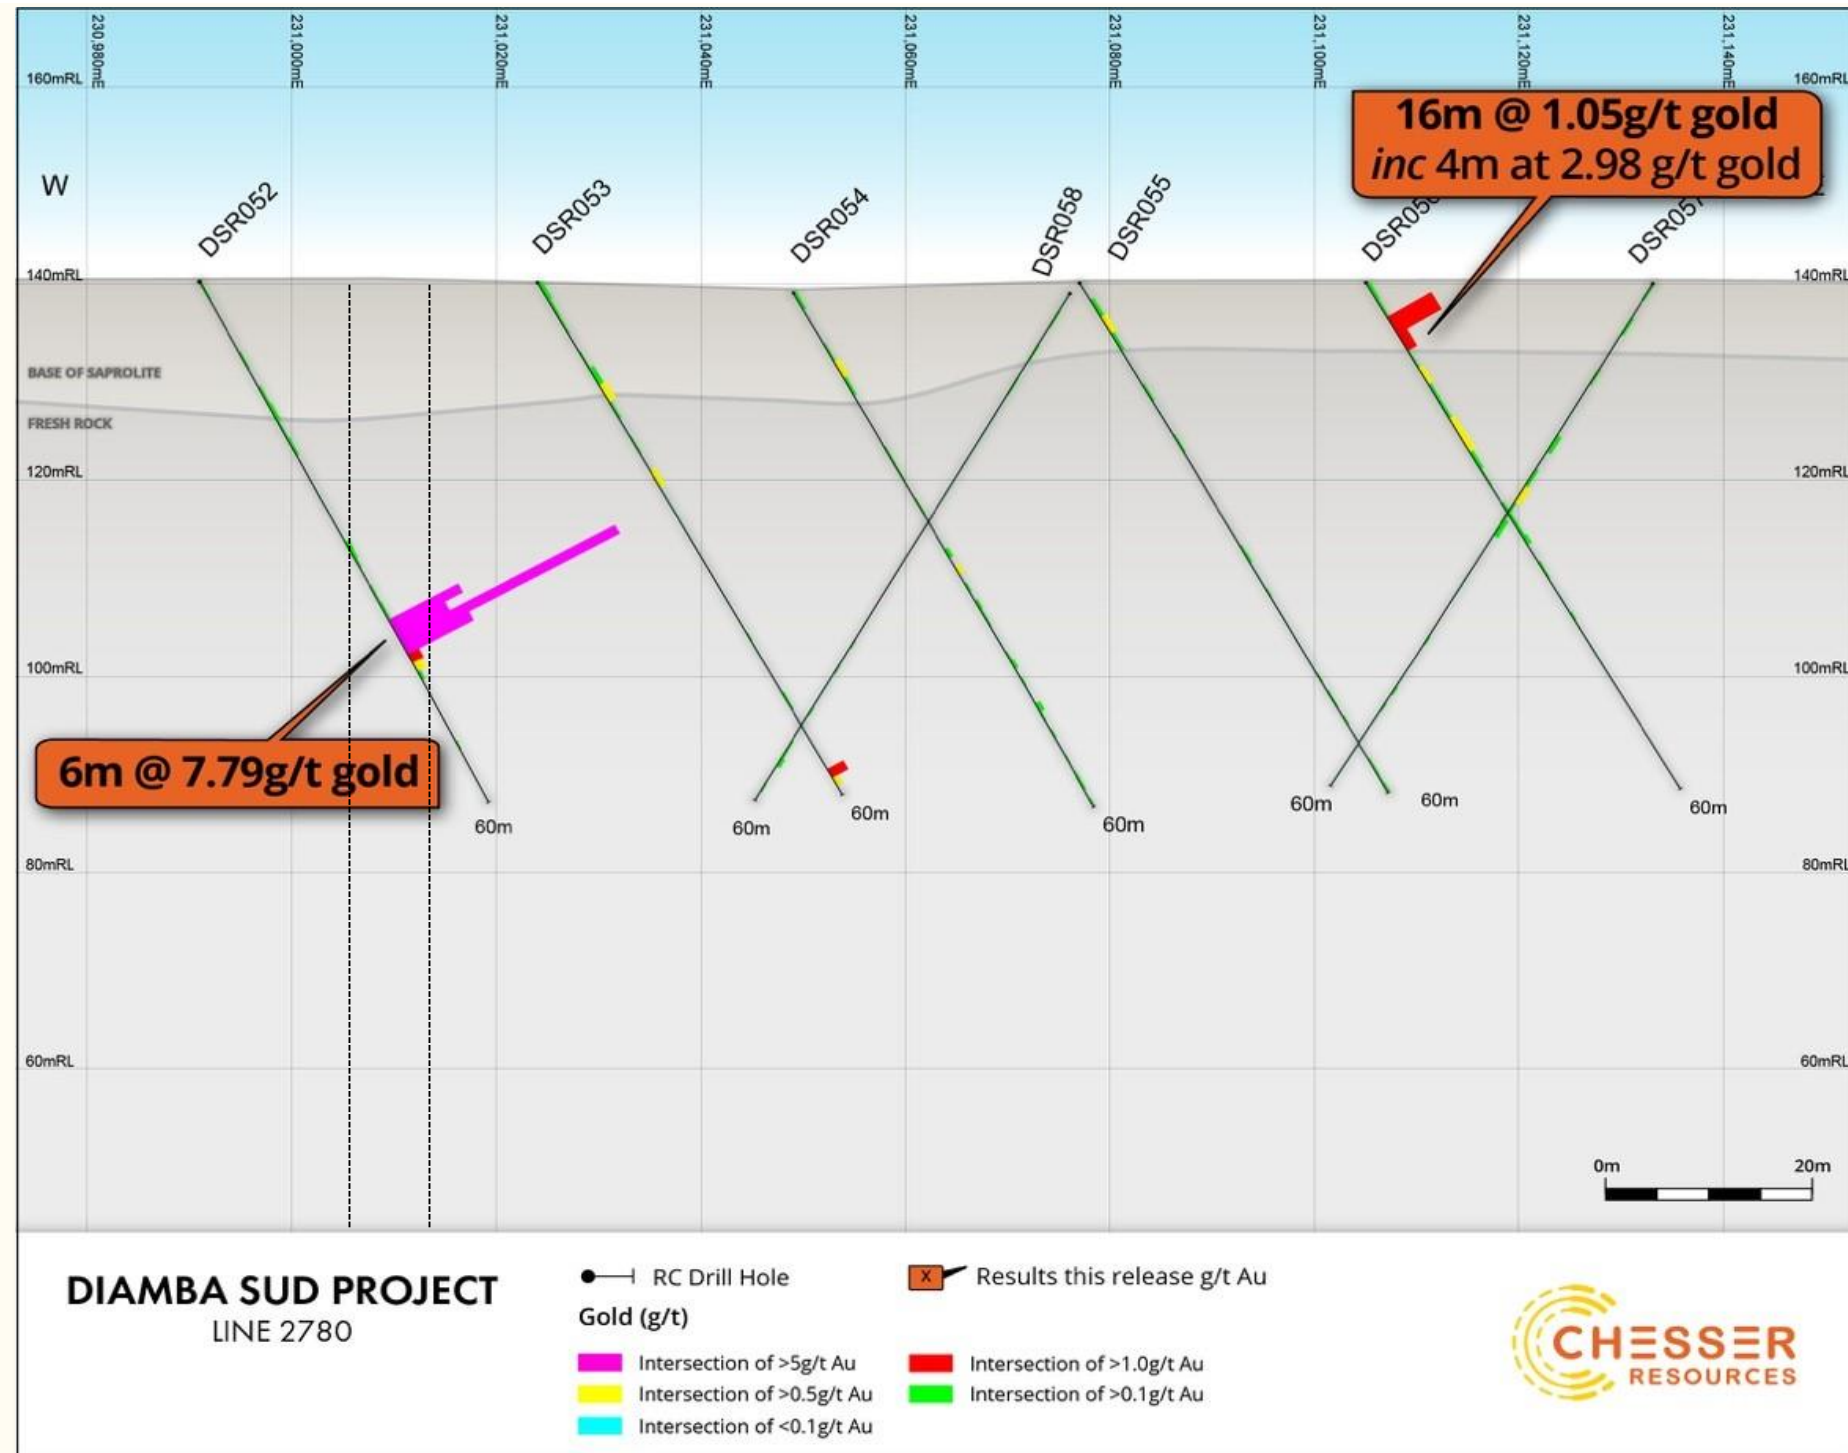 230,980mE
231,000mE
231,020mE
231,040mE
231,060mE
231,080mE
231,100mE
231,120mE
231,140mE
160mRL
160mRL
16m @ 1.05g/t gold
inc 4m at 2.98 g/t gold
W
DSR052
DSR053
DSR054
DSR058
DSR055
DSR057
140mRL
140mRL
BASE OF SAPROLITE
FRESH ROCK
120mRL
120mRL
100mRL
100mRL
6m @ 7.79g/t gold
60m
60m
60m
60m
60m
60m
60m
80mRL
80mRL
60mRL
60mRL
0m 20m
DIAMBA SUD PROJECT
LINE 2780
RC Drill Hole
X Results this release g/t Au
Gold (g/t)
Intersection of >5g/t Au
Intersection of >1.0g/t Au
Intersection of >0.5g/t Au
Intersection of >0.1g/t Au
Intersection of <0.1g/t Au
CHESSER
RESOURCES